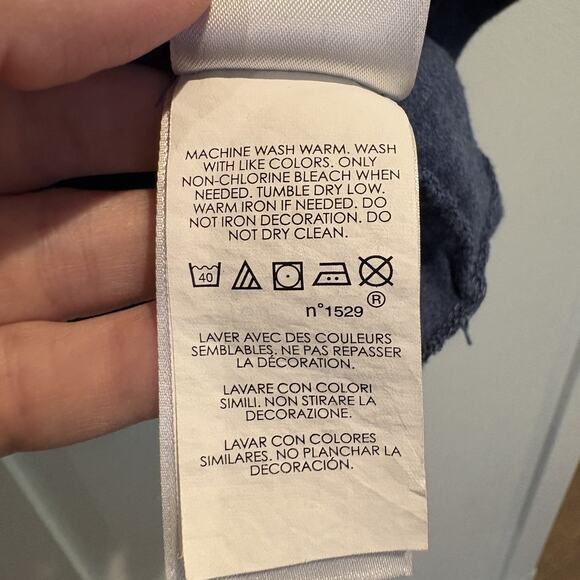 MACHINE WASH WARM. WASH
WITH LIKE COLORS. ONLY
NON-CHLORINE BLEACH WHEN
NEEDED. TUMBLE DRY LOW.
WARM IRON IF NEEDED. DO
NOT IRON DECORATION. DO
NOT DRY CLEAN.
40
®
n°1529
LAVER AVEC DES COULEURS
SEMBLABLES. NE PAS REPASSER
LA DÉCORATION.
LAVARE CON COLORI
SIMILI. NON STIRARE LA
DECORAZIONE.
LAVAR CON COLORES
SIMILARES. NO PLANCHAR LA
DECORACIÓN.